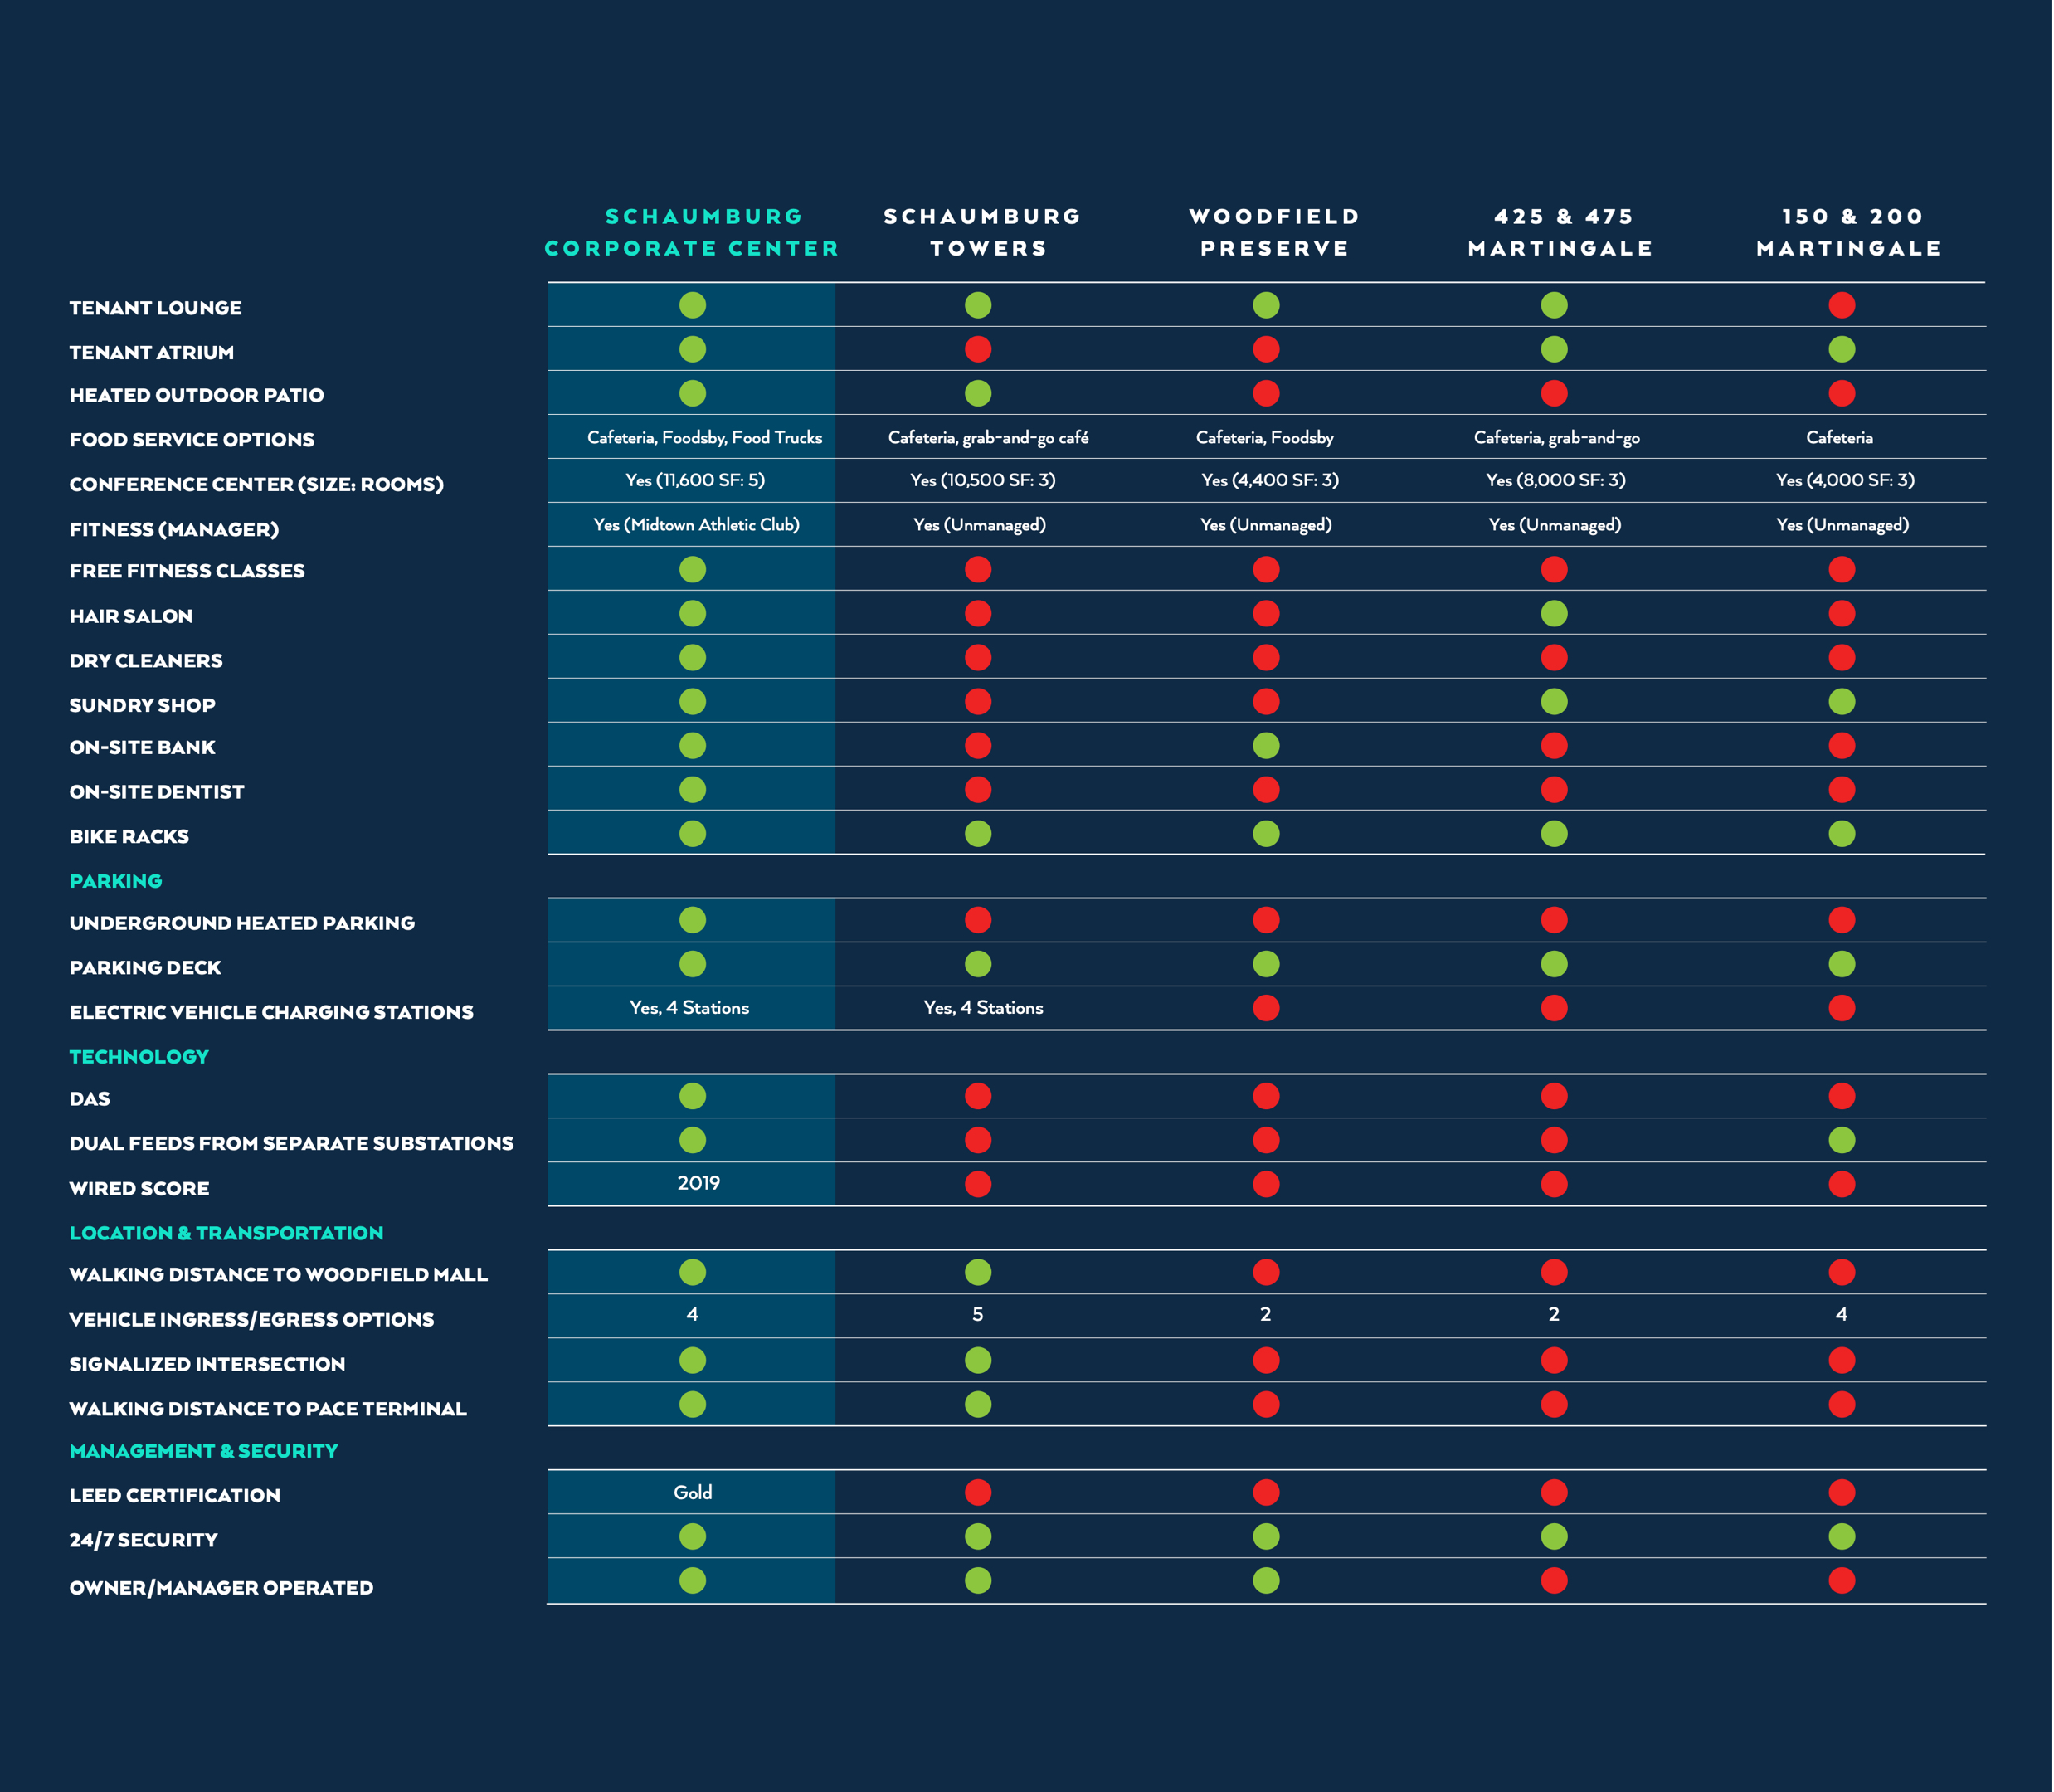 SCHAUMBURG CORPORATE CENTER
SCHAUMBURG TOWERS
WOODFIELD PRESERVE
425 & 475 MARTINGALE
150 & 200 MARTINGALE
TENANT LOUNGE
TENANT ATRIUM
HEATED OUTDOOR PATIO
FOOD SERVICE OPTIONS Cafeteria, Foodsby, Food Trucks Cafeteria, grab-and-go café Cafeteria, Foodsby Cafeteria, grab-and-go Cafeteria
CONFERENCE CENTER (SIZE: ROOMS) Yes (11,600 SF: 5) Yes (10,500 SF: 3) Yes (4,400 SF: 3) Yes (8,000 SF: 3) Yes (4,000 SF: 3)
FITNESS (MANAGER) Yes (Midtown Athletic Club) Yes (Unmanaged) Yes (Unmanaged) Yes (Unmanaged) Yes (Unmanaged)
FREE FITNESS CLASSES
HAIR SALON
DRY CLEANERS
SUNDRY SHOP
ON-SITE BANK
ON-SITE DENTIST
BIKE RACKS
PARKING
UNDERGROUND HEATED PARKING
PARKING DECK
ELECTRIC VEHICLE CHARGING STATIONS Yes, 4 Stations Yes, 4 Stations
TECHNOLOGY
DAS
DUAL FEEDS FROM SEPARATE SUBSTATIONS
WIRED SCORE 2019
LOCATION & TRANSPORTATION
WALKING DISTANCE TO WOODFIELD MALL
VEHICLE INGRESS/EGRESS OPTIONS 4 5 2 2 4
SIGNALIZED INTERSECTION
WALKING DISTANCE TO PACE TERMINAL
MANAGEMENT & SECURITY
LEED CERTIFICATION Gold
24/7 SECURITY
OWNER/MANAGER OPERATED